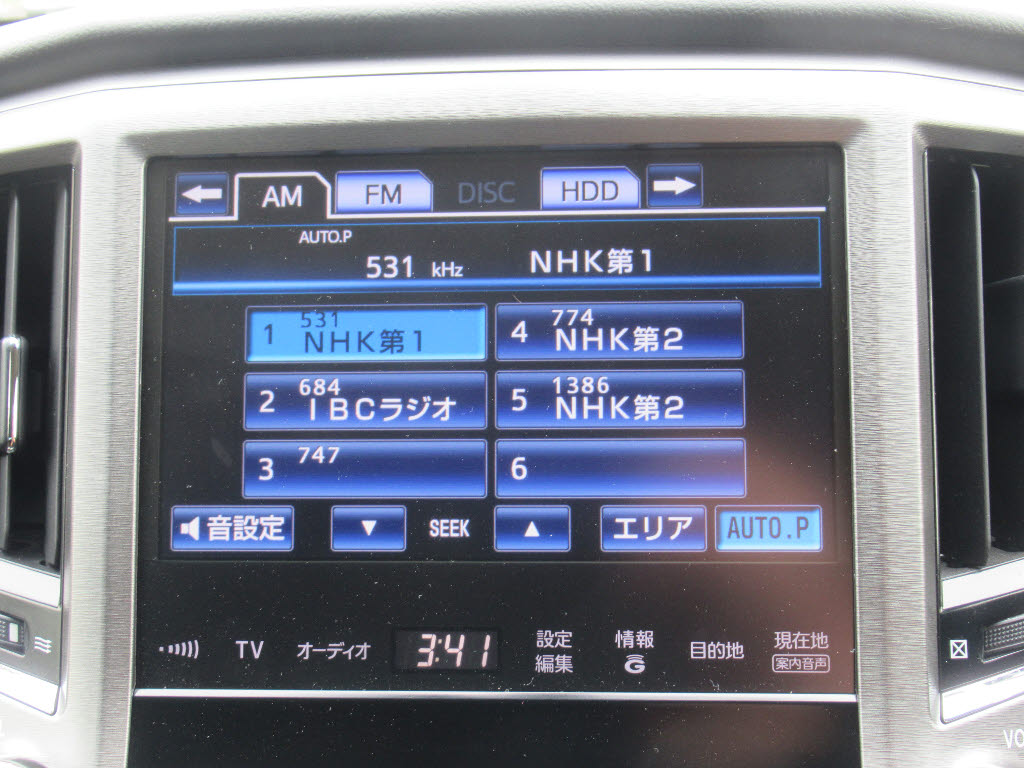 AM FM DISC HDD
AUTO.P
531 kHz NHK第1
1 531 NHK第1
4 774 NHK第2
2 684 IBCラジオ
5 1386 NHK第2
3 747
6
音設定 ▼ SEEK ▲ エリア AUTO.P
TV オーディオ 3:41 設定編集 情報G 目的地 現在地
案内音声
VO